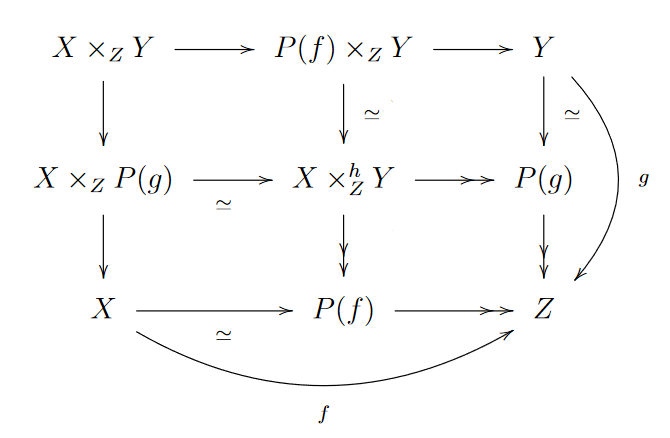 X ×_Z Y P(f) ×_Z Y Y
≃ ≃
X ×_Z P(g) X ×^h_Z Y P(g) g
≃
X P(f) Z
≃
f